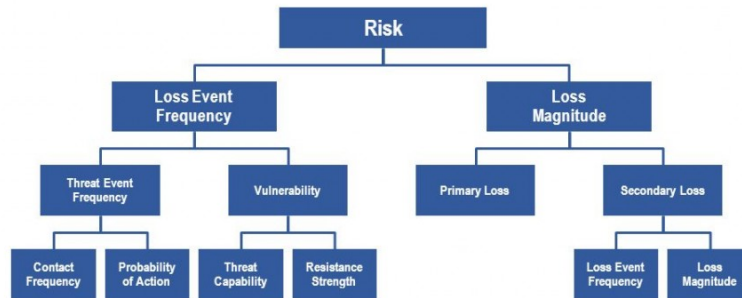 Risk
Loss Event
Frequency
Loss
Magnitude
Threat Event
Frequency
Vulnerability
Primary Loss
Secondary Loss
Contact
Frequency
Probability
of Action
Threat
Capability
Resistance
Strength
Loss Event
Frequency
Loss
Magnitude